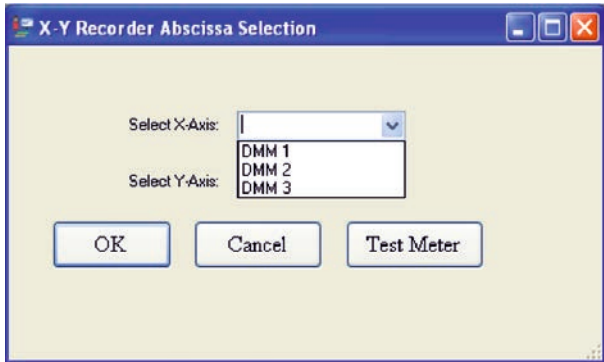 X-Y Recorder Abscissa Selection
Select X-Axis:
DMM 1
DMM 2
Select Y-Axis:
DMM 3
OK Cancel Test Meter